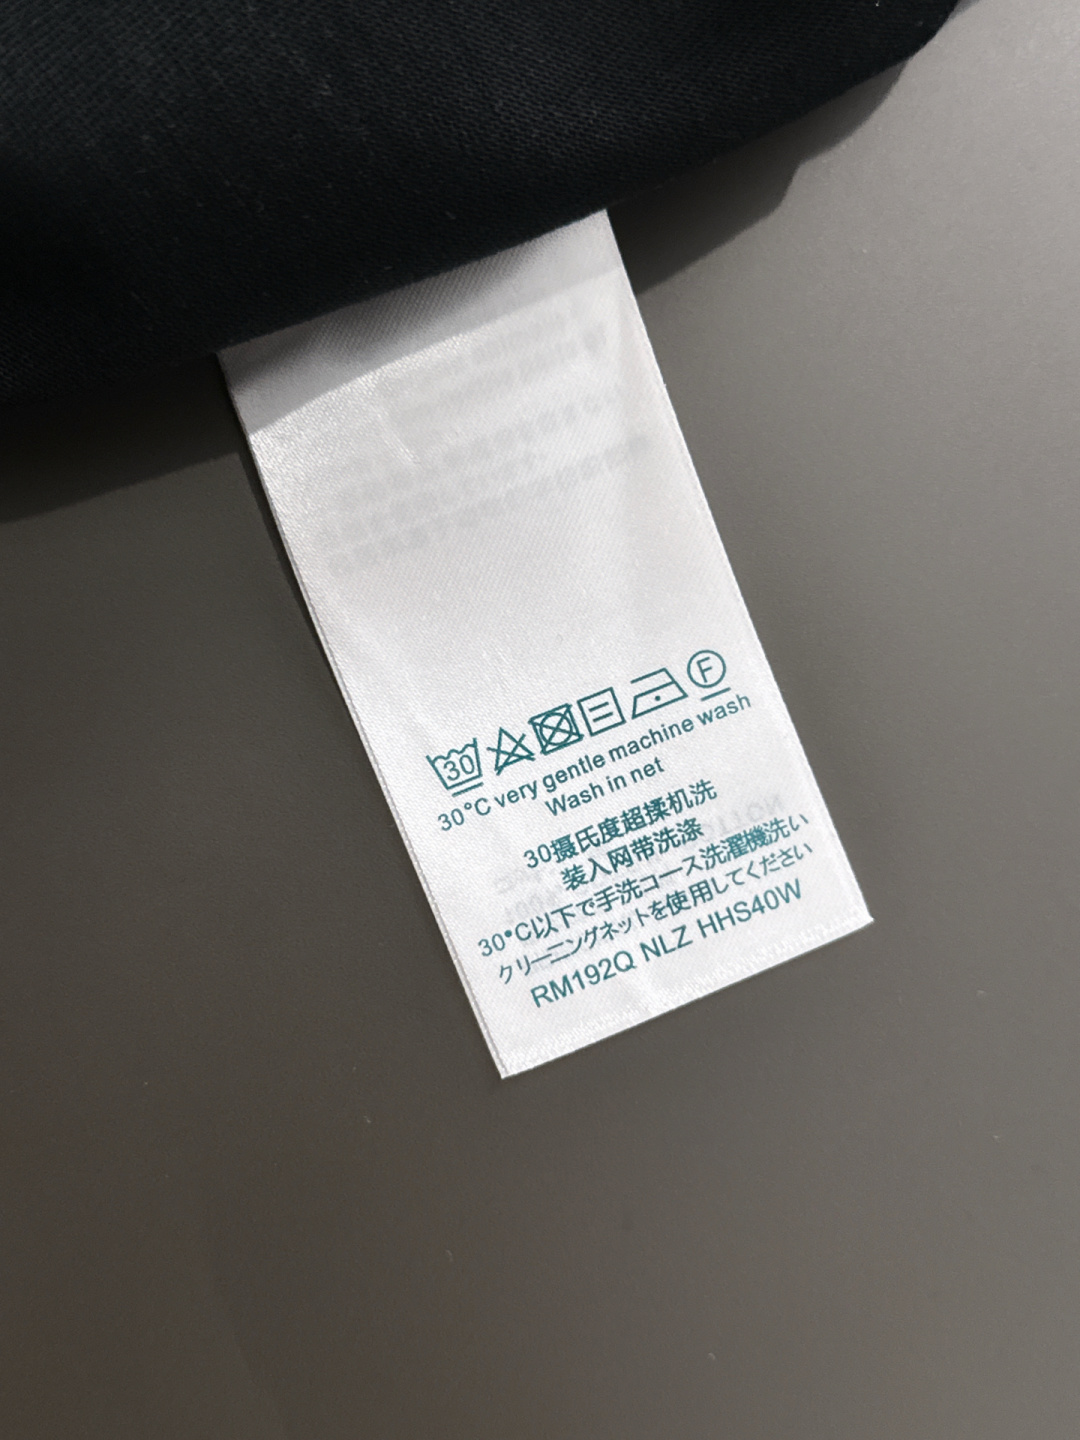 30 F
30°C very gentle machine wash
Wash in net
30摄氏度超揉机洗
装入网带洗涤
30°C以下で手洗コース洗濯機洗い
クリーニングネットを使用してください
RM192Q NLZ HHS40W